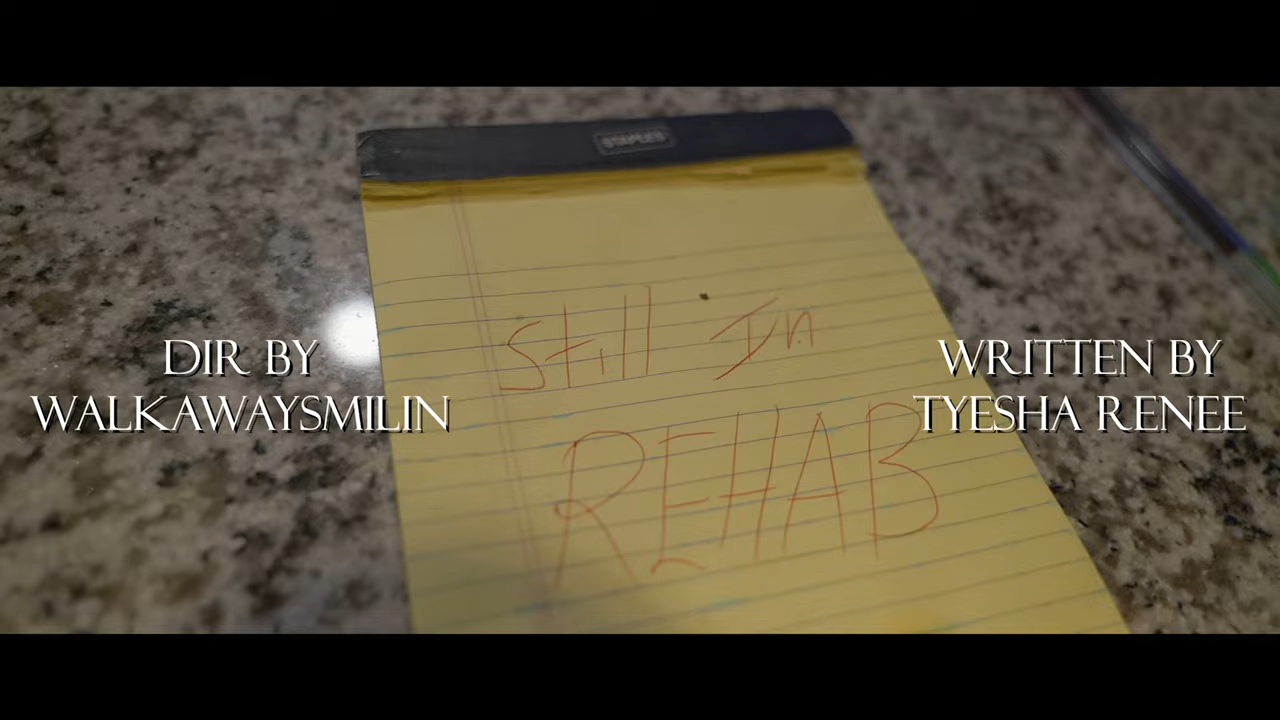 STAPLES
Still In
REHAB
DIR BY
WALKAWAYSMILIN
WRITTEN BY
TYESHA RENEE